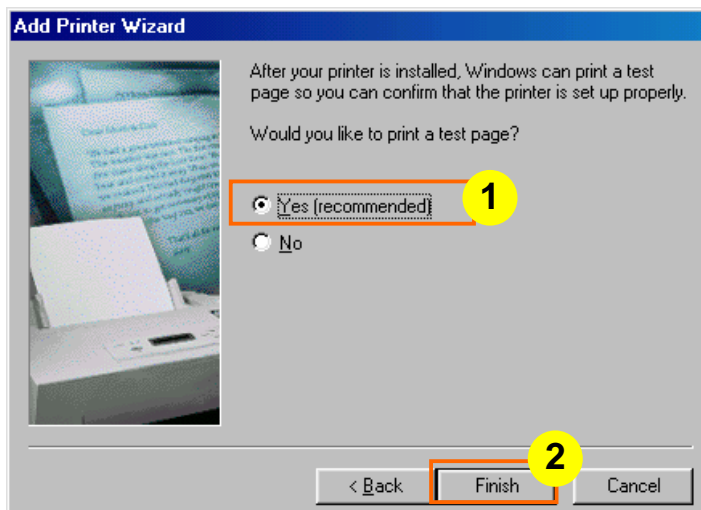 Add Printer Wizard
After your printer is installed, Windows can print a test
page so you can confirm that the printer is set up properly.
Would you like to print a test page?
Yes (recommended)
1
No
2
< Back
Finish
Cancel